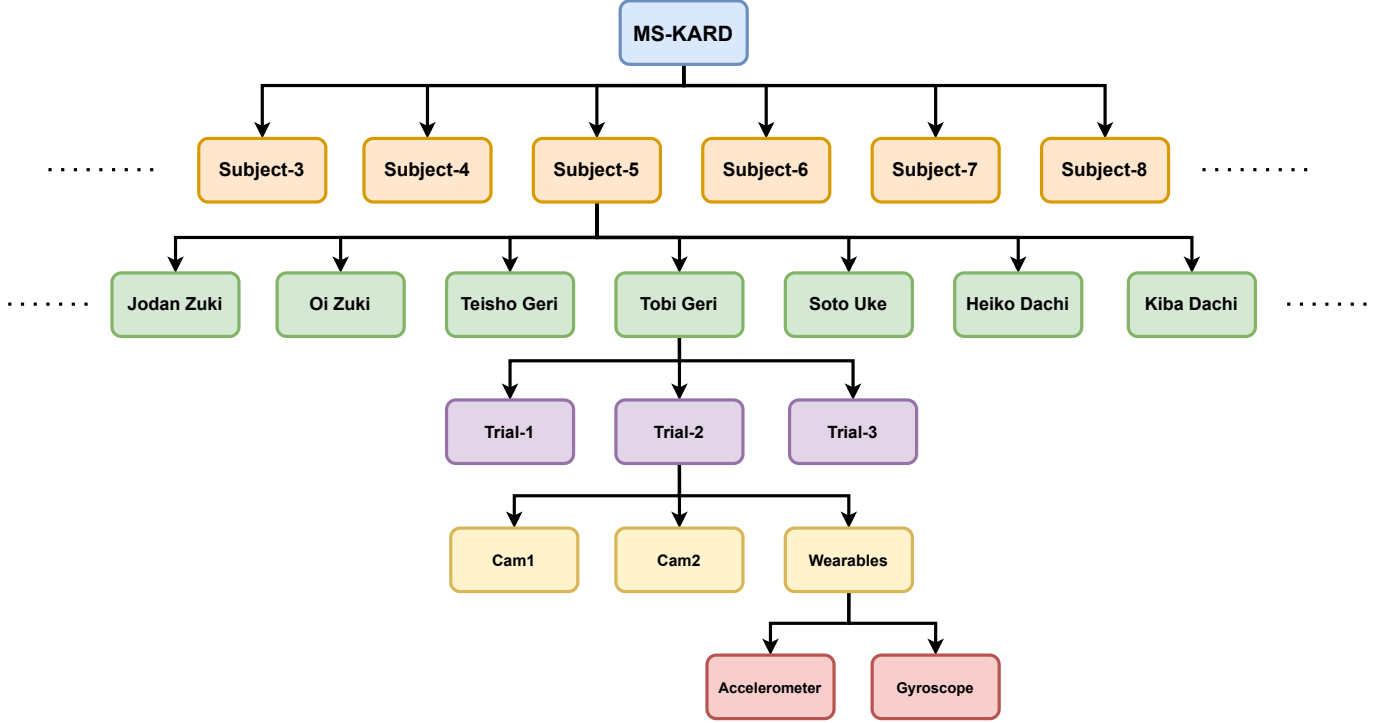 MS-KARD
Subject-3 Subject-4 Subject-5 Subject-6 Subject-7 Subject-8
Jodan Zuki Oi Zuki Teisho Geri Tobi Geri Soto Uke Heiko Dachi Kiba Dachi
Trial-1 Trial-2 Trial-3
Cam1 Cam2 Wearables
Accelerometer Gyroscope